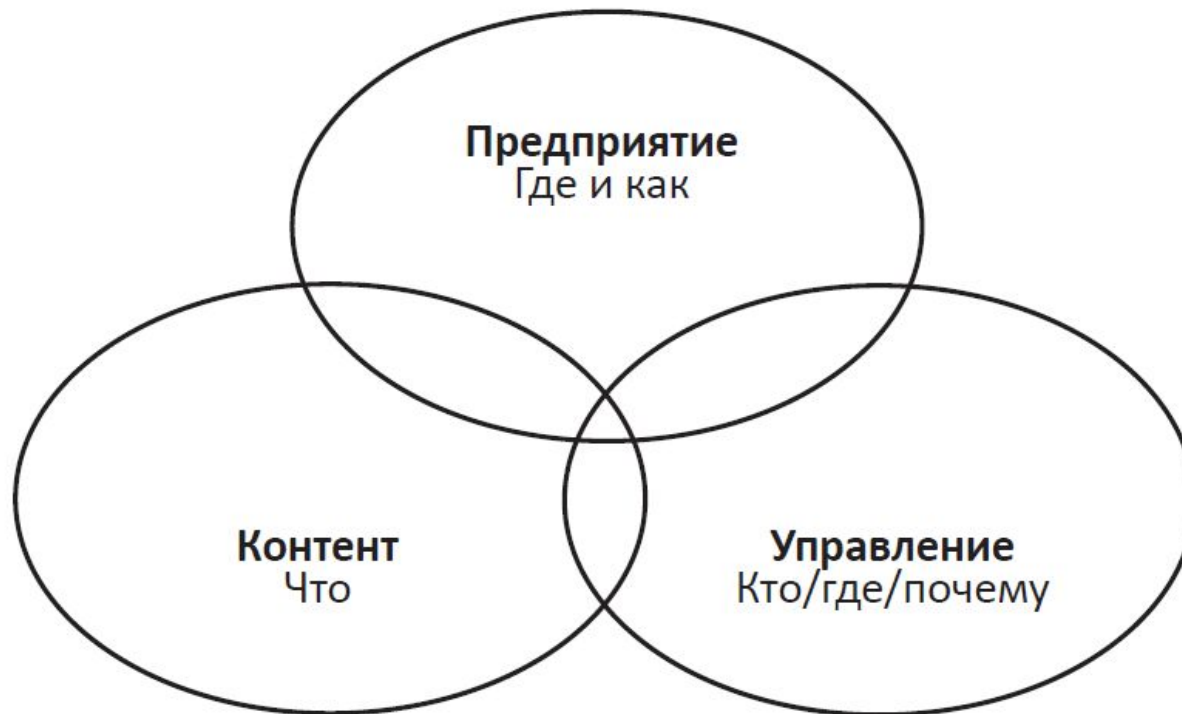 Предприятие
Где и как
Контент
Что
Управление
Кто/где/почему